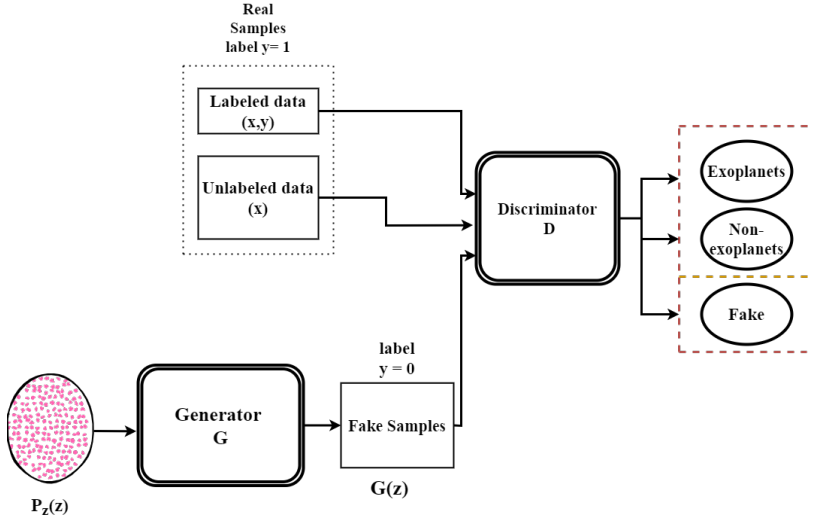 Real
Samples
label y= 1
Labeled data
(x,y)
Unlabeled data
(x)
Discriminator
D
Exoplanets
Non-
exoplanets
Fake
label
y = 0
Generator
G
Fake Samples
G(z)
Pz(z)